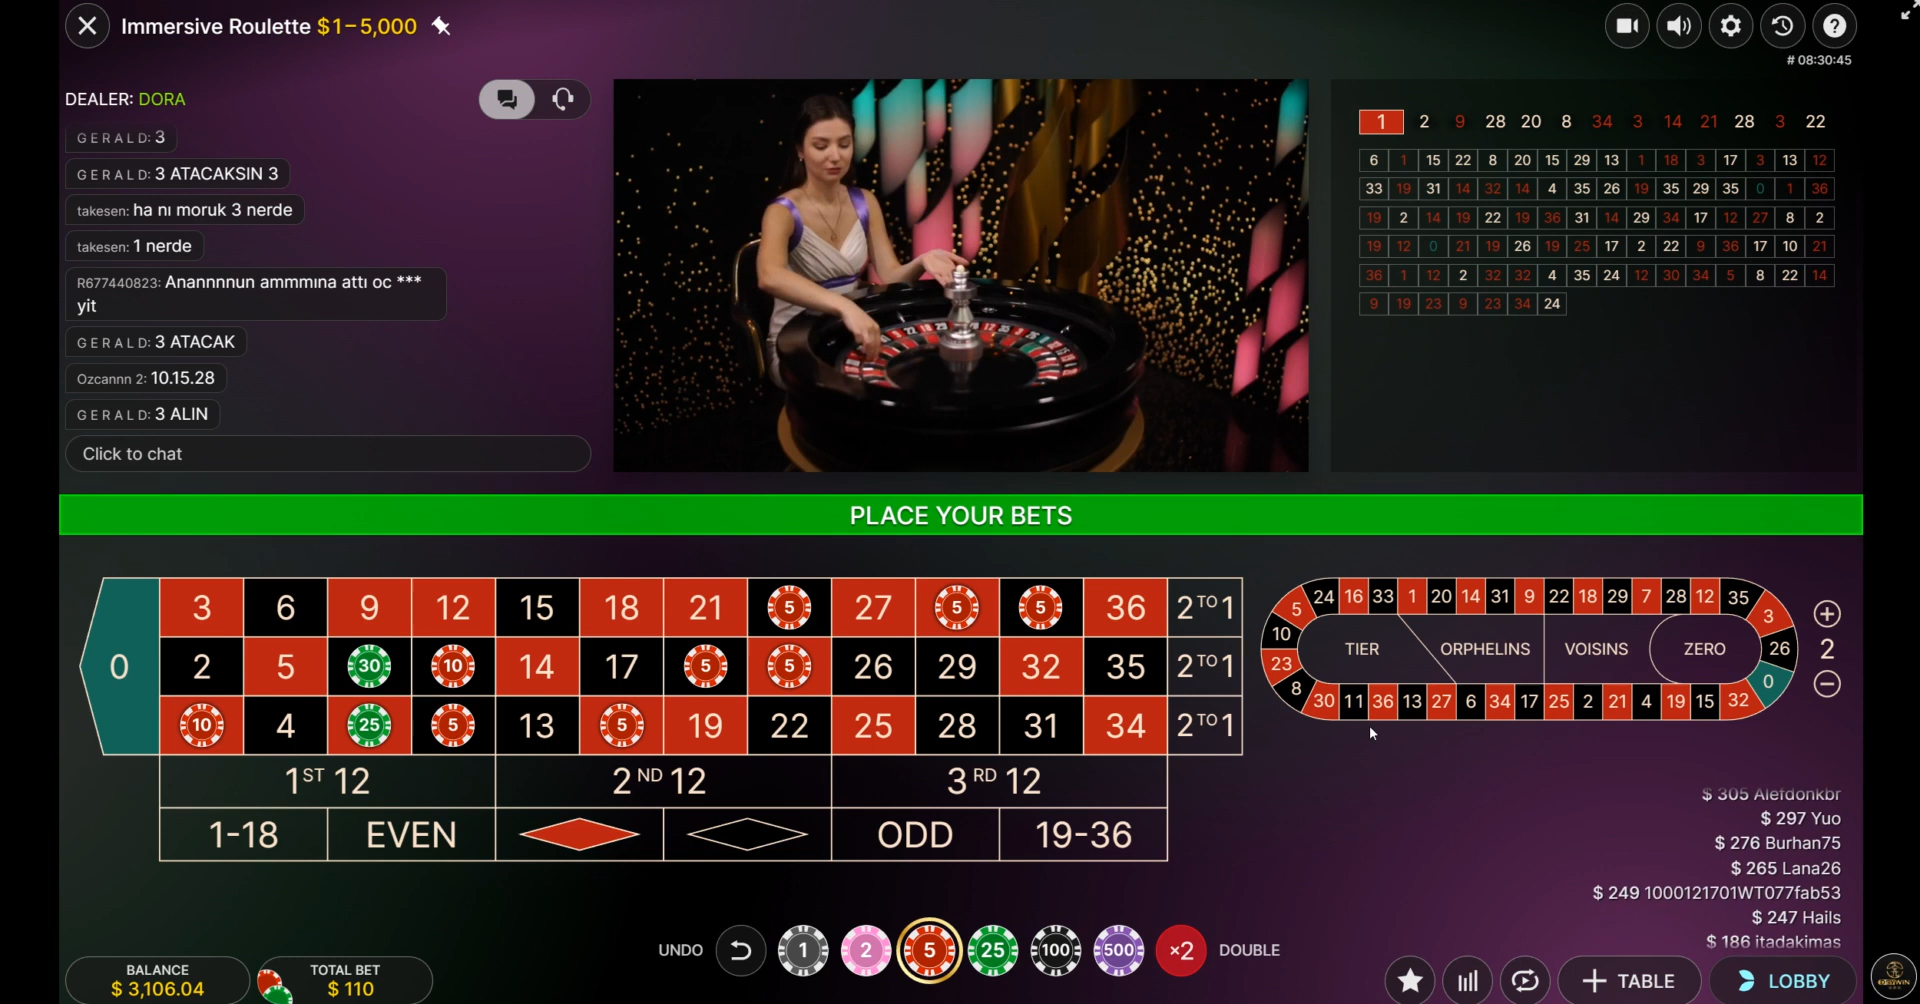 Immersive Roulette $1–5,000
# 08:30:45
DEALER: DORA
GERALD: 3
GERALD: 3 ATACAKSIN 3
takesen: ha nı moruk 3 nerde
takesen: 1 nerde
R677440823: Anannnnun ammmına attı oc ***
yit
GERALD: 3 ATACAK
Ozcannn 2: 10.15.28
GERALD: 3 ALIN
Click to chat
1 2 9 28 20 8 34 3 14 21 28 3 22
6 1 15 22 8 20 15 29 13 1 18 3 17 3 13 12
33 19 31 14 32 14 4 35 26 19 35 29 35 0 1 36
19 2 14 19 22 19 36 31 14 29 34 17 12 27 8 2
19 12 0 21 19 26 19 25 17 2 22 9 36 17 10 21
36 1 12 2 32 32 4 35 24 12 30 34 5 8 22 14
9 19 23 9 23 34 24
PLACE YOUR BETS
3 6 9 12 15 18 21 5 27 5 5 36 2 TO 1
0 2 5 30 10 14 17 5 5 26 29 32 35 2 TO 1
10 4 25 5 13 5 19 22 25 28 31 34 2 TO 1
1ST 12 2ND 12 3RD 12
1-18 EVEN ODD 19-36
5 24 16 33 1 20 14 31 9 22 18 29 7 28 12 35 3
10 TIER ORPHELINS VOISINS ZERO 26
23 0
8 30 11 36 13 27 6 34 17 25 2 21 4 19 15 32
2
$ 305 Alefdonkbr
$ 297 Yuo
$ 276 Burhan75
$ 265 Lana26
$ 249 1000121701WT077fab53
$ 247 Hails
$ 186 itadakimas
UNDO 1 2 5 25 100 500 ×2 DOUBLE
BALANCE
$ 3,106.04
TOTAL BET
$ 110
TABLE
LOBBY